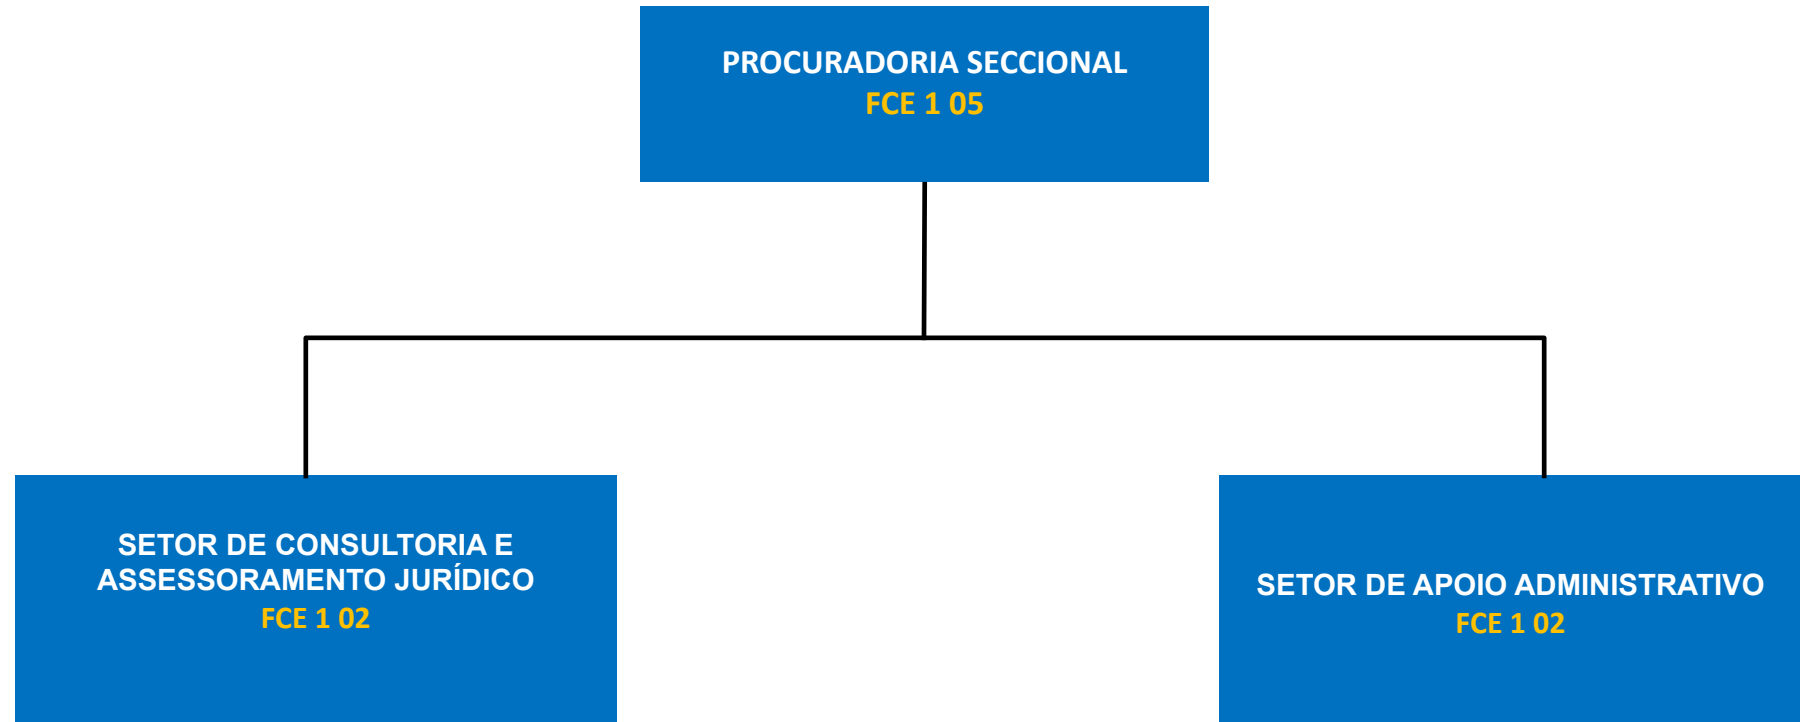 PROCURADORIA SECCIONAL
FCE 1 05
SETOR DE CONSULTORIA E
ASSESSORAMENTO JURÍDICO
FCE 1 02
SETOR DE APOIO ADMINISTRATIVO
FCE 1 02